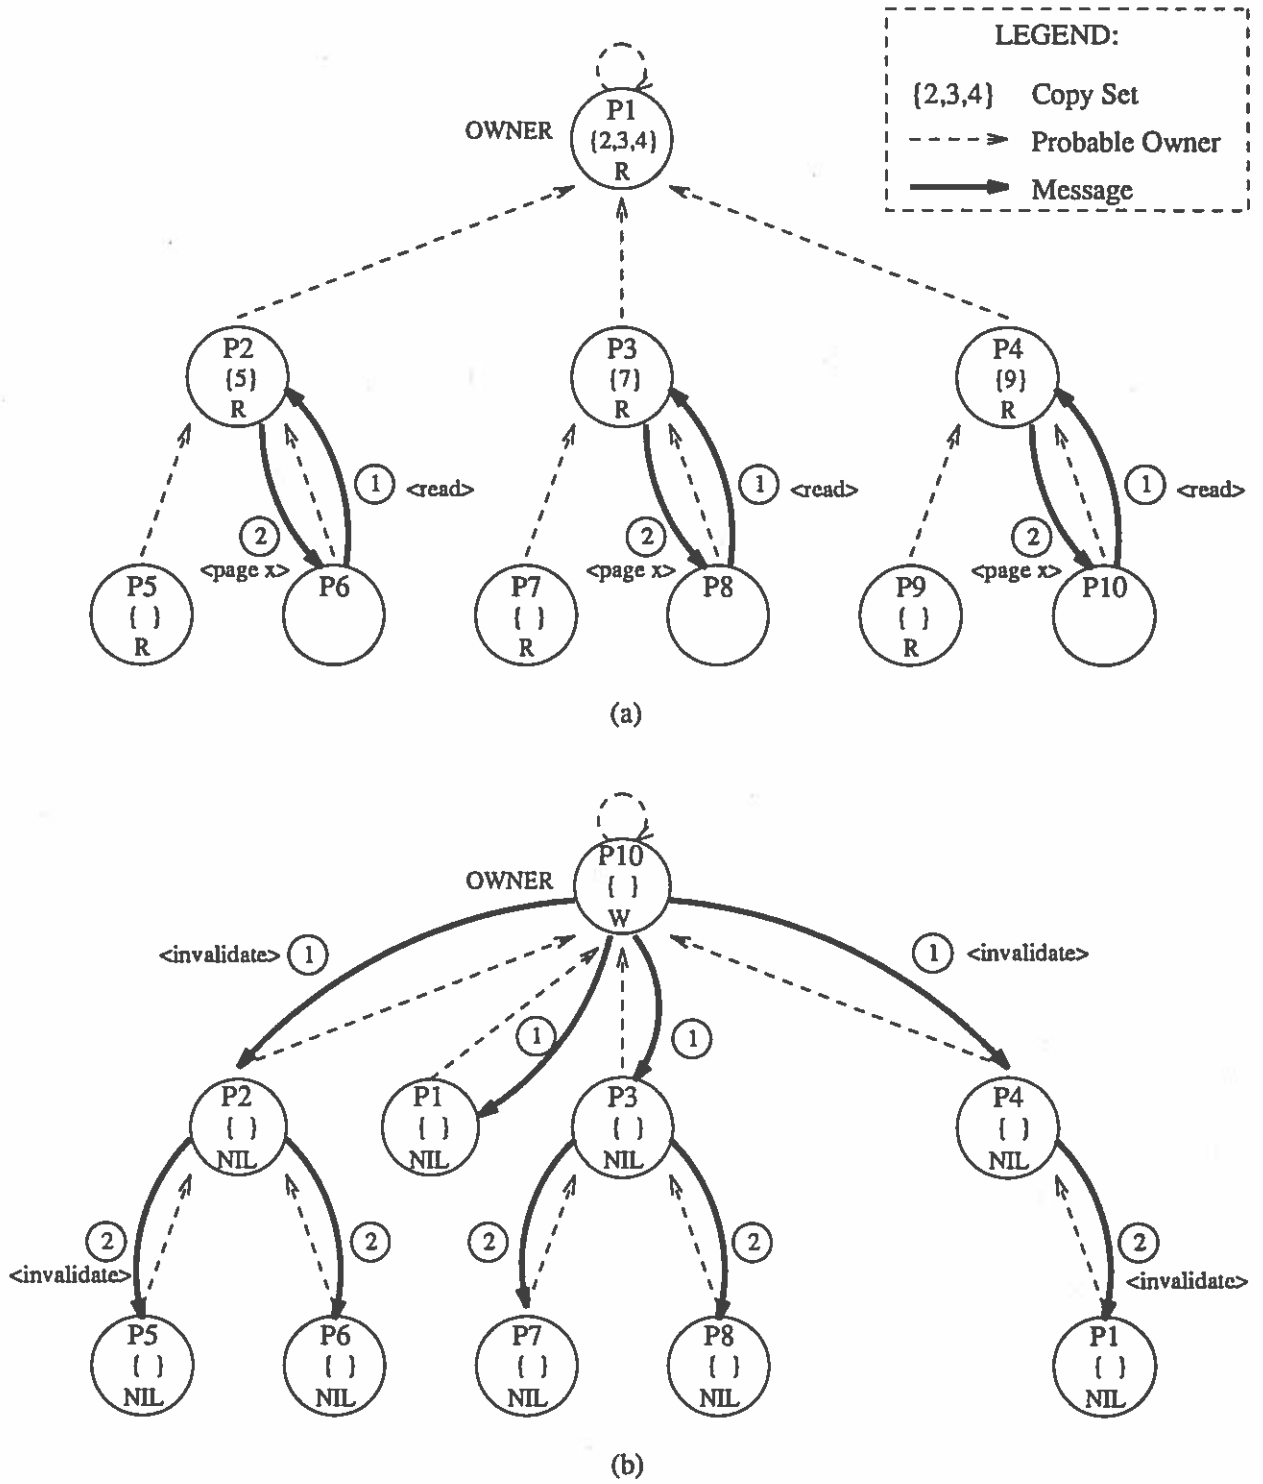 LEGEND:
{2,3,4} Copy Set
Probable Owner
Message
OWNER
P1
{2,3,4}
R
P2
{5}
R
P3
{7}
R
P4
{9}
R
1 <read>
1 <read>
1 <read>
2
<page x>
2
<page x>
2
<page x>
P5
{ }
R
P6
P7
{ }
R
P8
P9
{ }
R
P10
(a)
OWNER
P10
{ }
W
<invalidate> 1
1 <invalidate>
1
1
P2
{ }
NIL
P1
{ }
NIL
P3
{ }
NIL
P4
{ }
NIL
2
<invalidate>
2
2
2
2
<invalidate>
P5
{ }
NIL
P6
{ }
NIL
P7
{ }
NIL
P8
{ }
NIL
P1
{ }
NIL
(b)